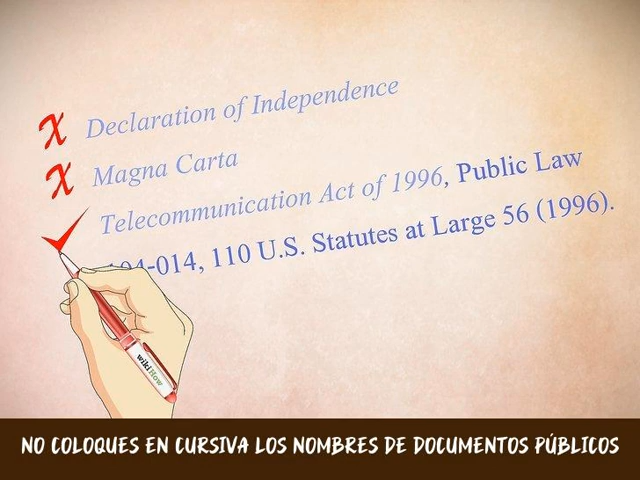 X Declaration of Independence
X Magna Carta
Telecommunication Act of 1996, Public Law
104-014, 110 U.S. Statutes at Large 56 (1996).
wikiHow
NO COLOQUES EN CURSIVA LOS NOMBRES DE DOCUMENTOS PÚBLICOS